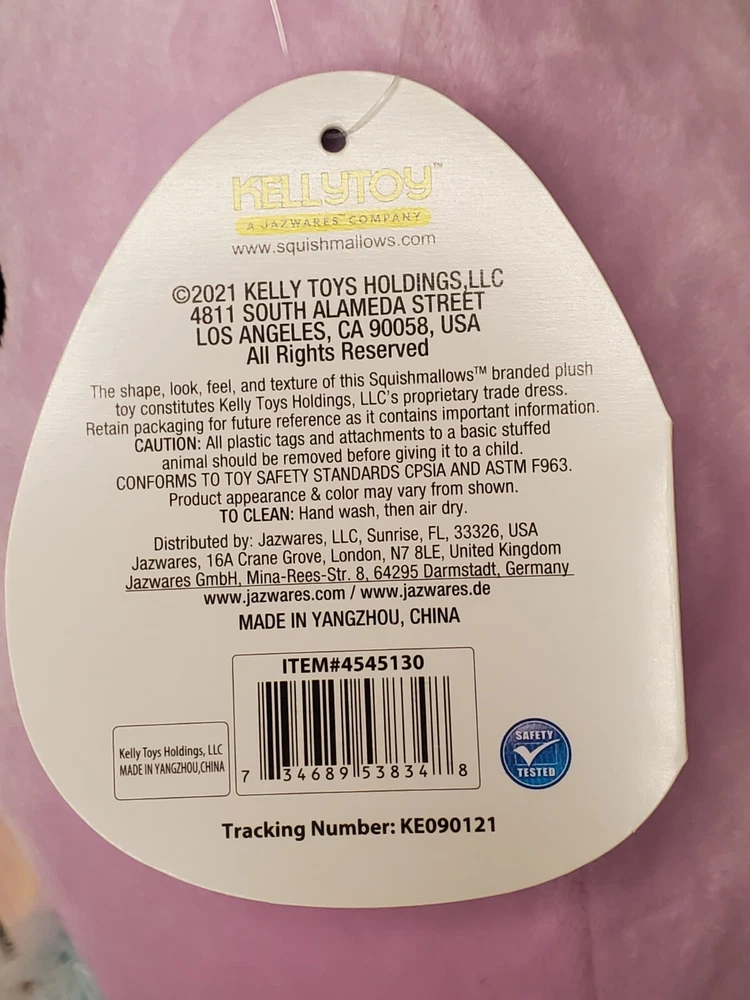 KELLYTOY™
A JAZWARES™ COMPANY
www.squishmallows.com
©2021 KELLY TOYS HOLDINGS,LLC
4811 SOUTH ALAMEDA STREET
LOS ANGELES, CA 90058, USA
All Rights Reserved
The shape, look, feel, and texture of this Squishmallows™ branded plush
toy constitutes Kelly Toys Holdings, LLC's proprietary trade dress.
Retain packaging for future reference as it contains important information.
CAUTION: All plastic tags and attachments to a basic stuffed
animal should be removed before giving it to a child.
CONFORMS TO TOY SAFETY STANDARDS CPSIA AND ASTM F963.
Product appearance & color may vary from shown.
TO CLEAN: Hand wash, then air dry.
Distributed by: Jazwares, LLC, Sunrise, FL, 33326, USA
Jazwares, 16A Crane Grove, London, N7 8LE, United Kingdom
Jazwares GmbH, Mina-Rees-Str. 8, 64295 Darmstadt, Germany
www.jazwares.com / www.jazwares.de
MADE IN YANGZHOU, CHINA
ITEM#4545130
7 34689 53834 8
Kelly Toys Holdings, LLC
MADE IN YANGZHOU,CHINA
SAFETY
TESTED
Tracking Number: KE090121